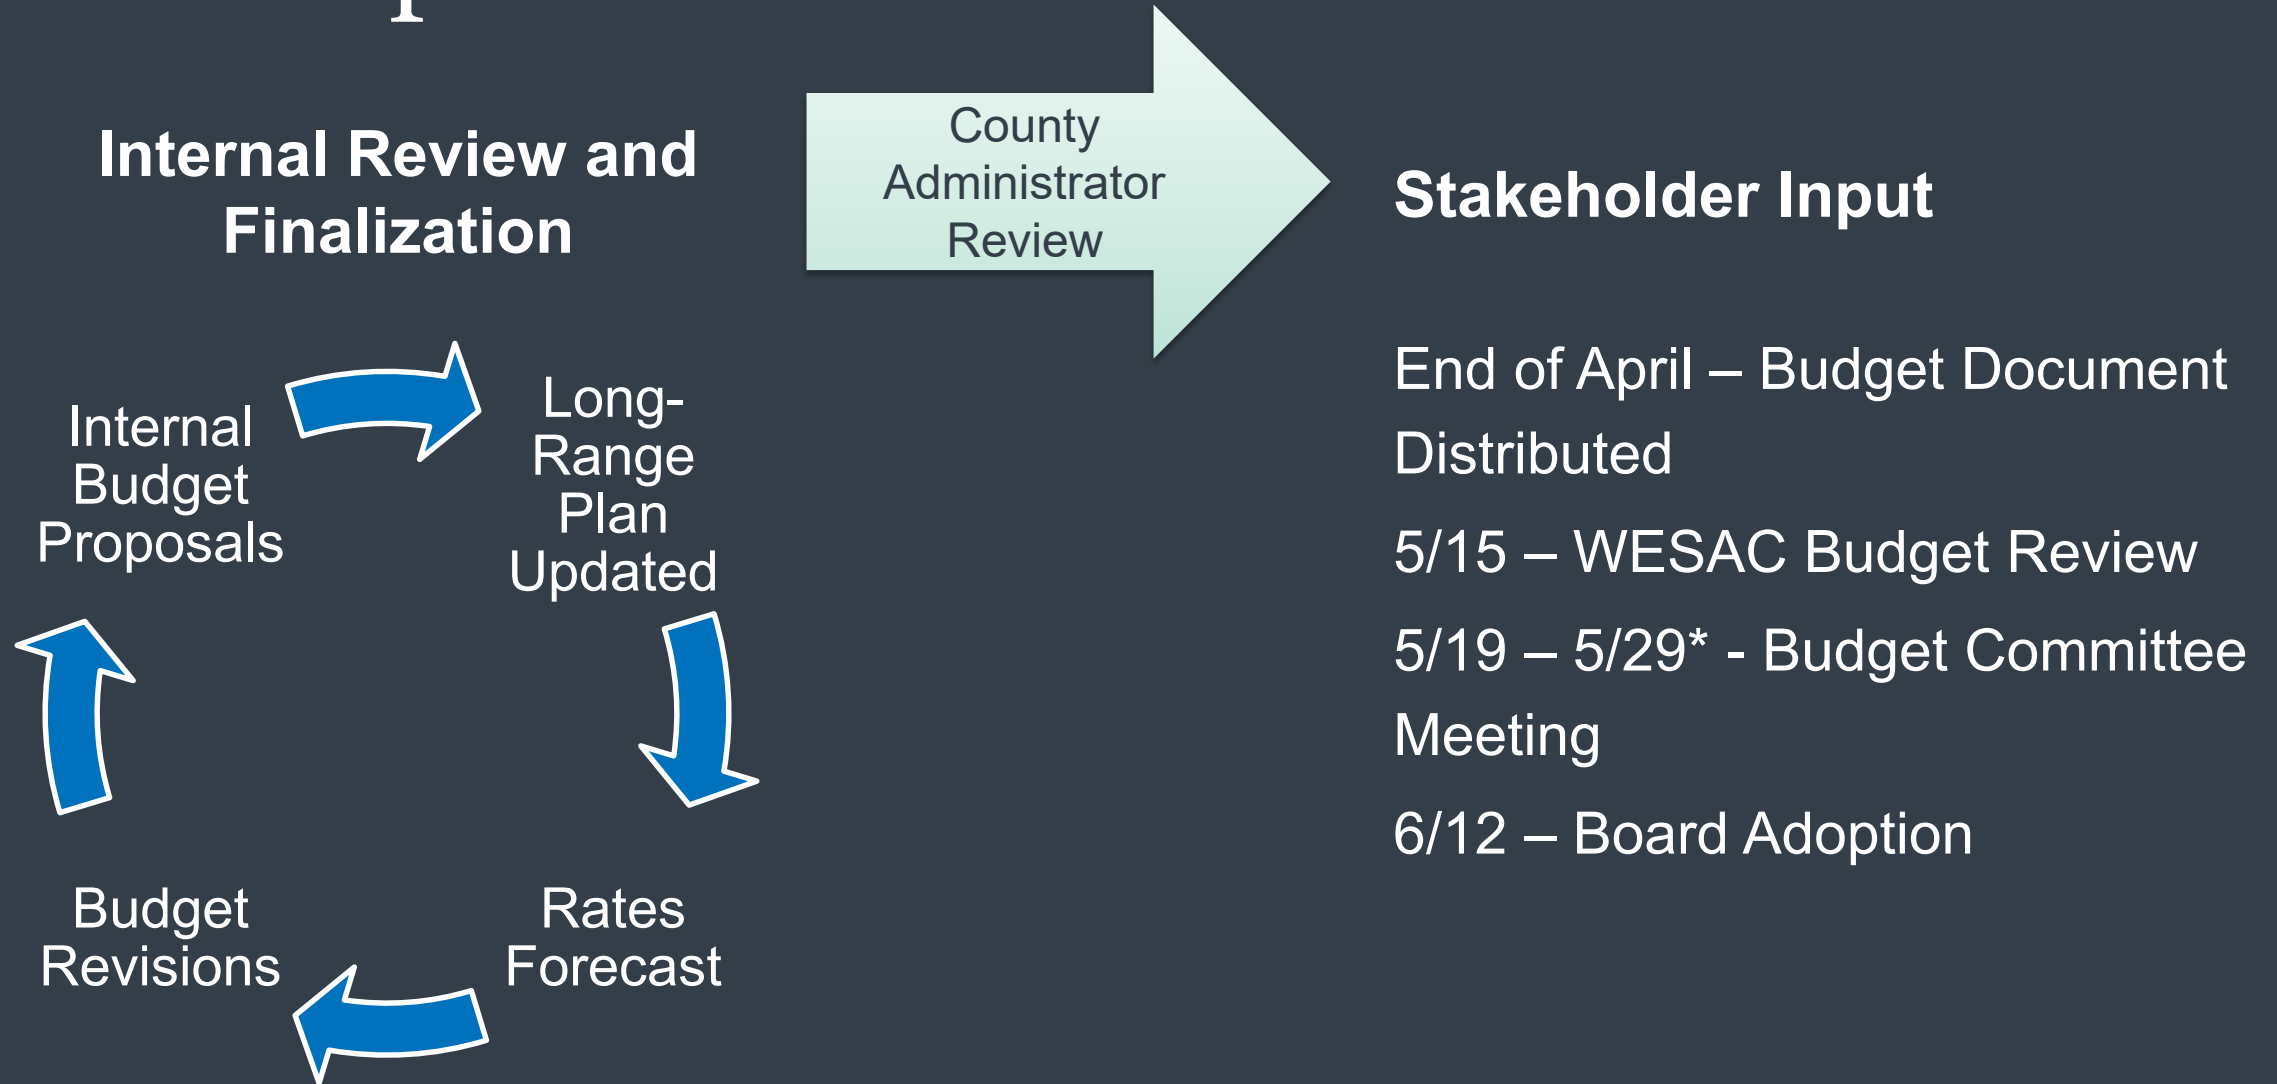 Internal Review and
Finalization
County
Administrator
Review
Stakeholder Input
Internal
Budget
Proposals
Long-
Range
Plan
Updated
Rates
Forecast
Budget
Revisions
End of April – Budget Document
Distributed
5/15 – WESAC Budget Review
5/19 – 5/29* - Budget Committee
Meeting
6/12 – Board Adoption